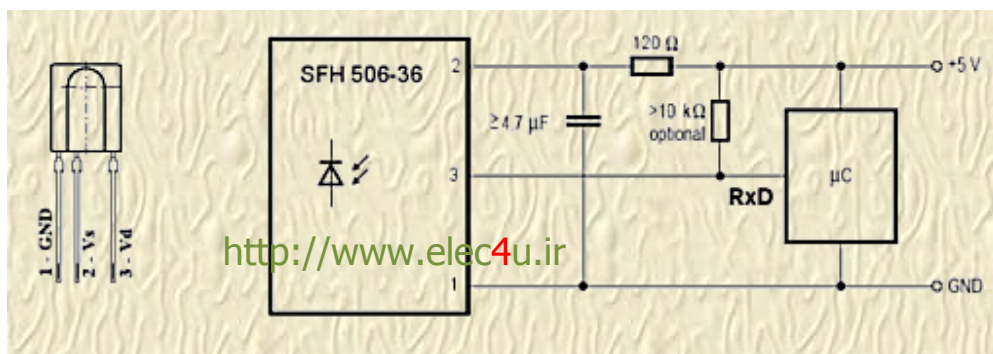 120 Ω
SFH 506-36
2
+5V
≥4.7 µF
>10 kΩ
optional
3
RxD
µC
1 - GND
2 - Vs
3 - Vd
http://www.elec4u.ir
1
GND